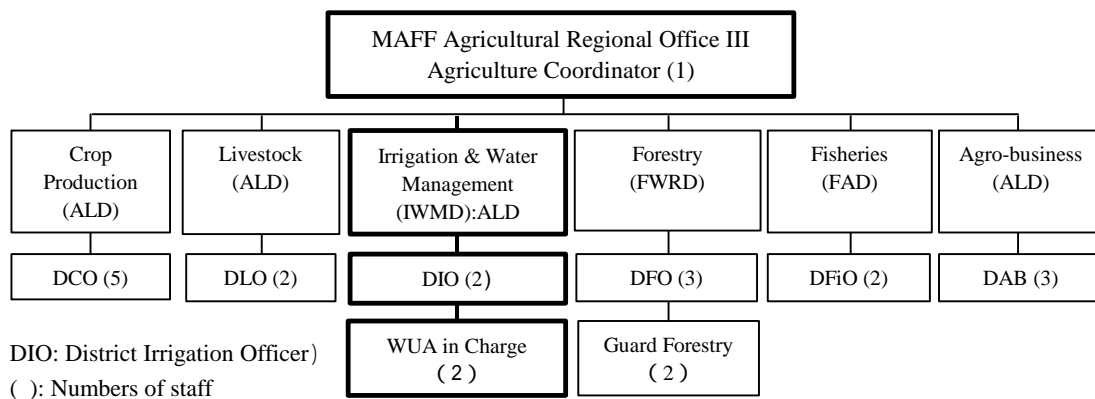 MAFF Agricultural Regional Office III
Agriculture Coordinator (1)
Crop
Production
(ALD)
Livestock
(ALD)
Irrigation & Water
Management
(IWMD):ALD
Forestry
(FWRD)
Fisheries
(FAD)
Agro-business
(ALD)
DCO (5)
DLO (2)
DIO (2)
DFO (3)
DFiO (2)
DAB (3)
WUA in Charge
(2)
Guard Forestry
(2)
DIO: District Irrigation Officer)
( ): Numbers of staff